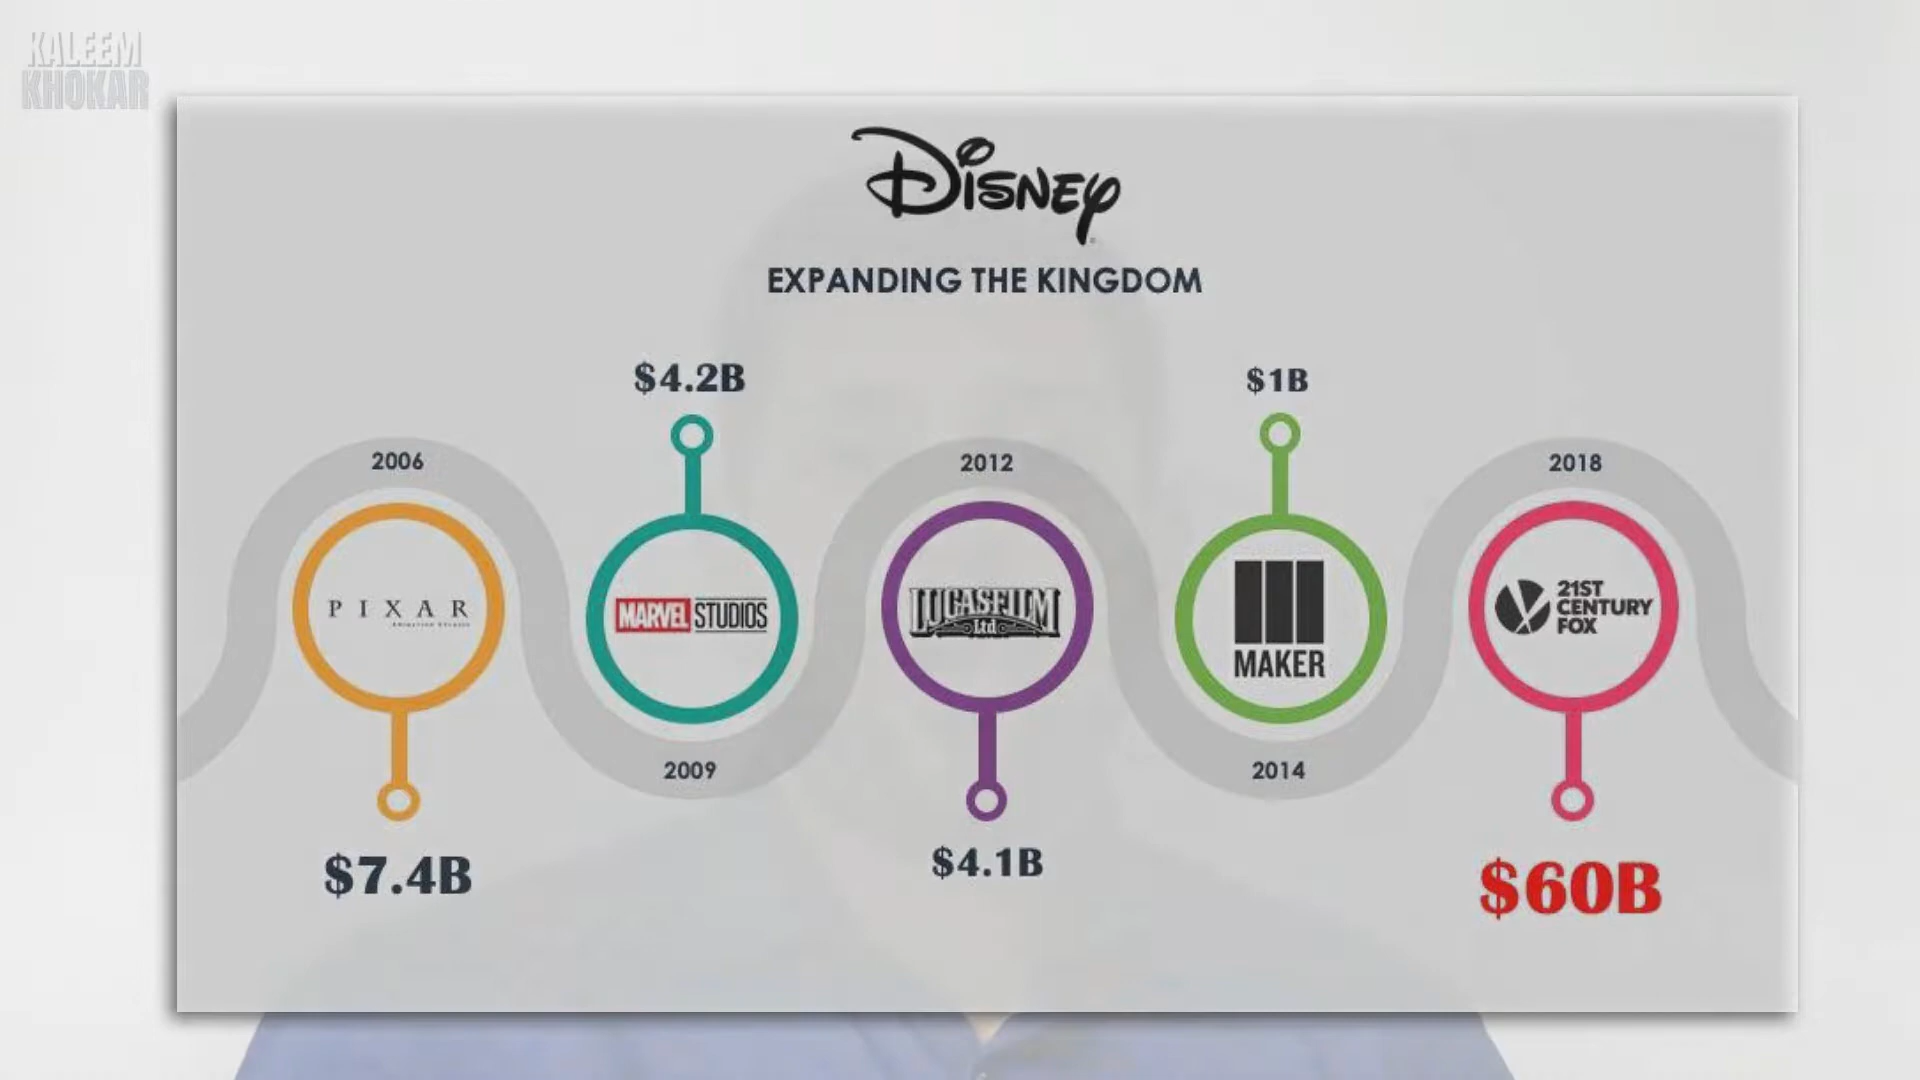 KALEEM
KHOKAR
DISNEY
EXPANDING THE KINGDOM
$4.2B
$1B
2006
2012
2018
PIXAR
MARVEL STUDIOS
LUCASFILM
Ltd
MAKER
21ST
CENTURY
FOX
2009
2014
$7.4B
$4.1B
$60B